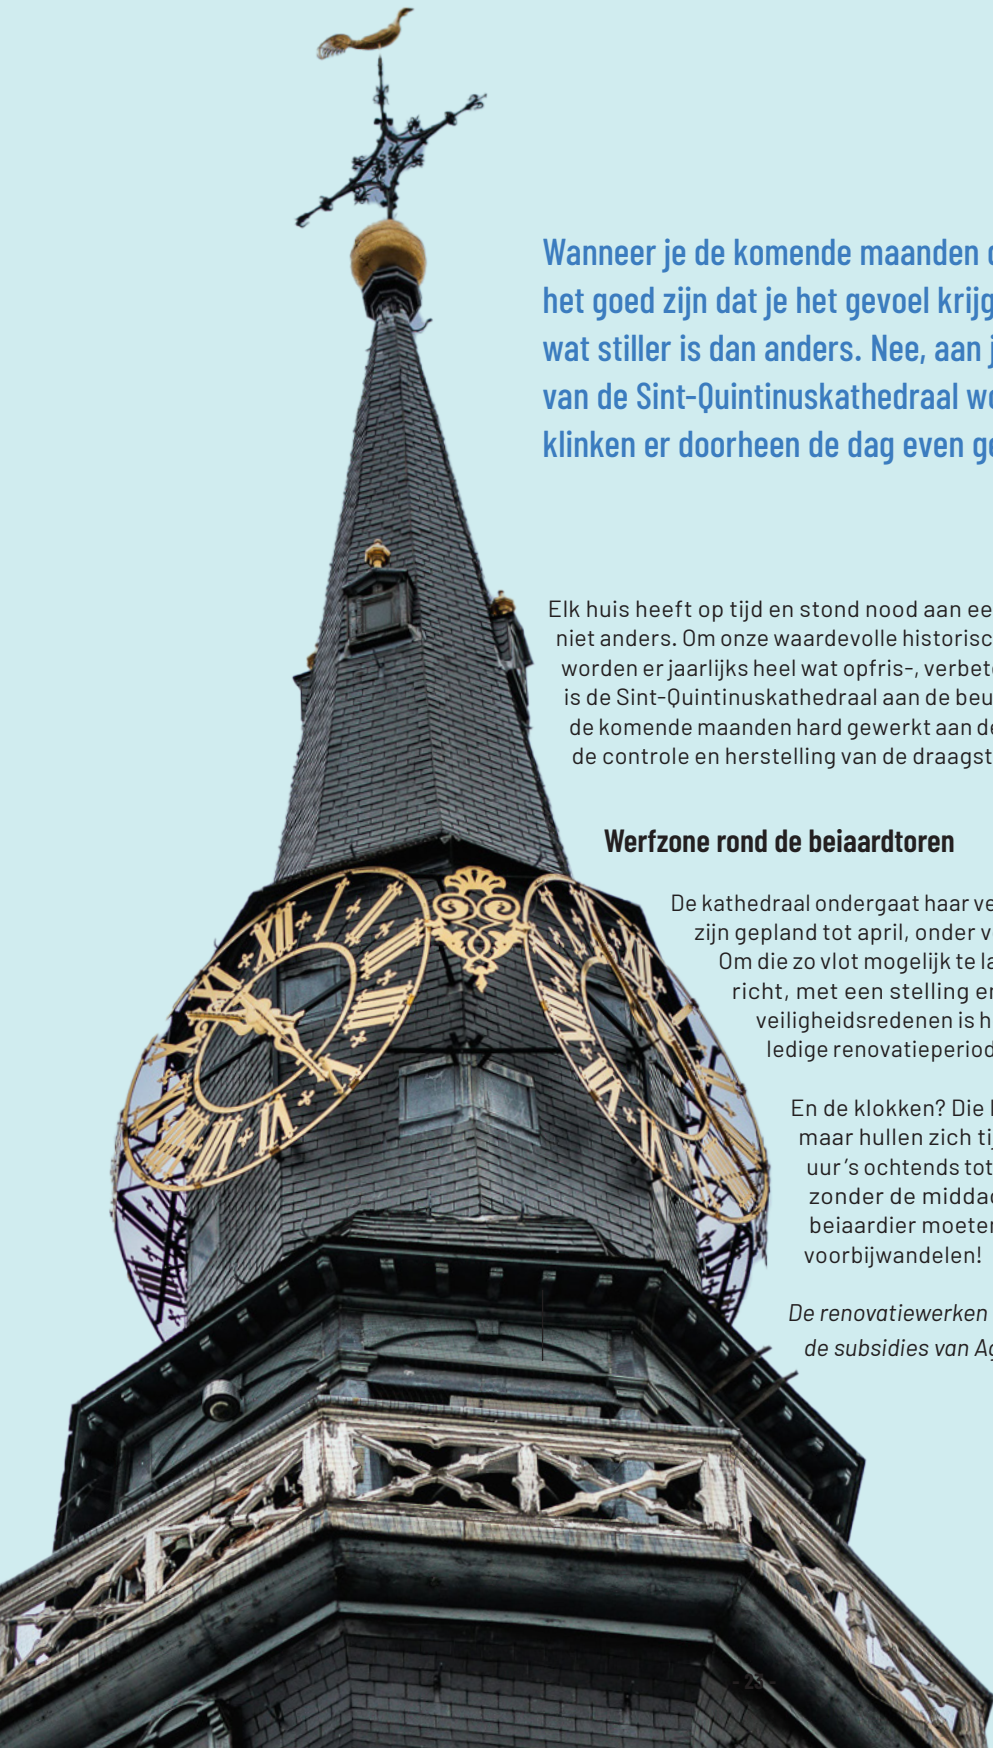 Wanneer je de komende maanden
het goed zijn dat je het gevoel krijg
wat stiller is dan anders. Nee, aan
van de Sint-Quintinuskathedraal
klinken er doorheen de dag even
Elk huis heeft op tijd en stond nood aan
niet anders. Om onze waardevolle historisc
worden er jaarlijks heel wat opfris-, verbet
is de Sint-Quintinuskathedraal aan de beu
de komende maanden hard gewerkt aan
de controle en herstelling van de draagst
Werfzone rond de beiaardtoren
De kathedraal ondergaat haar
zijn gepland tot april, onder
Om die zo vlot mogelijk te
richt, met een stelling
veiligheidsredenen is
ledige renovatieperiod
En de klokken? Die
maar hullen zich
uur 's ochtends tot
zonder de midda
beiaardier moete
voorbijwandelen!
De renovatiewerken
de subsidies van
- 23 -